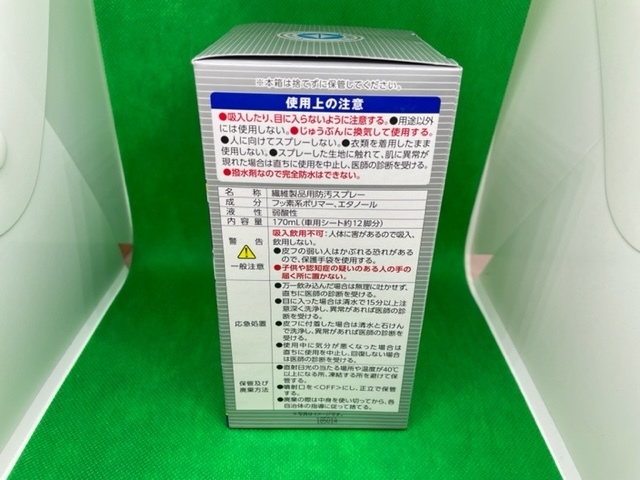 ※本箱は捨てずに保管してください。
使用上の注意
●吸入したり、目に入らないように注意する。●用途以外
には使用しない。●じゅうぶんに換気して使用する。
●人に向けてスプレーしない。●衣類を着用したまま
使用しない。●スプレーした生地に触れて、肌に異常が
現れた場合は直ちに使用を中止し、医師の診断を受ける。
●撥水剤なので完全防水はできない。
名 称 繊維製品用防汚スプレー
成 分 フッ素系ポリマー、エタノール
液 性 弱酸性
内 容 量 170mL(車用シート約12脚分)
警 告
一般注意
吸入飲用不可：人体に害があるので吸入、
飲用しない。
●皮フの弱い人はかぶれる恐れがある
ので、保護手袋を使用する。
●子供や認知症の疑いのある人の手の
届く所に置かない。
応急処置
●万一飲み込んだ場合は無理に吐かせず、
直ちに医師の診断を受ける。
●目に入った場合は清水で15分以上注
意深く洗浄し、異常があれば医師の診断
を受ける。
●皮フに付着した場合は清水と石けん
で洗浄し、異常があれば医師の診断を
受ける。
●使用中に気分が悪くなった場合は
直ちに使用を中止し、回復しない場合
は医師の診断を受ける。
保管及び
廃棄方法
●直射日光の当たる場所や温度が40℃
以上になる所、凍結する所を避けて保
管する。
●噴射口を<OFF>にし、正立で保管
する。
●廃棄の際は中身を使い切ってから、各
自治体の指導に従って捨てる。